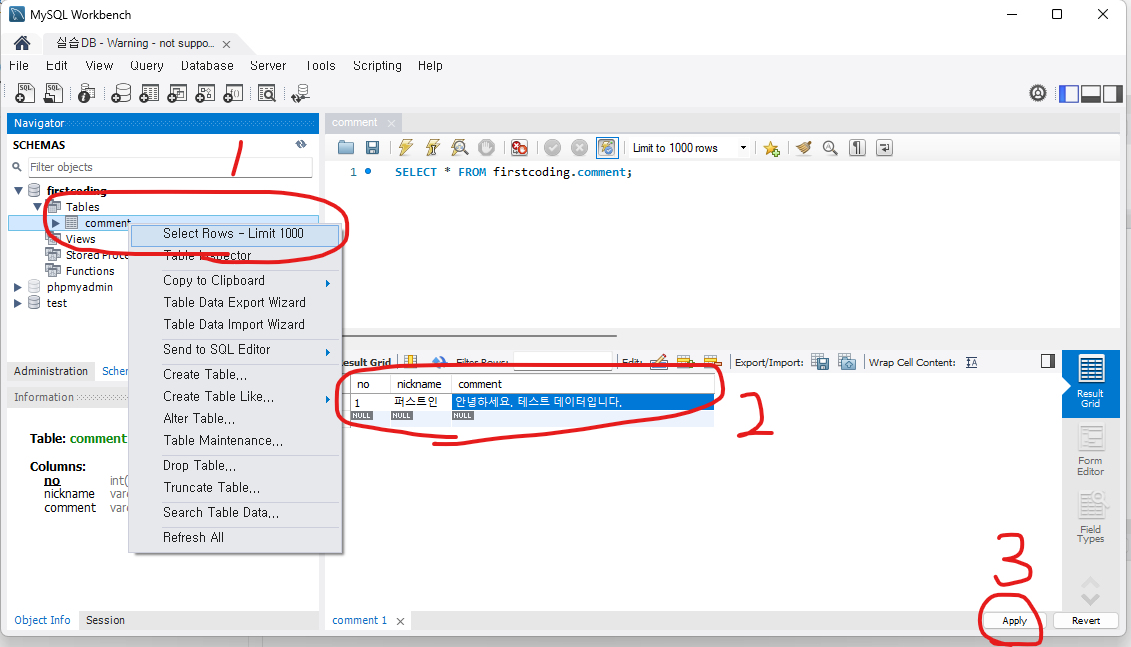 MySQL Workbench
실습DB - Warning - not suppo...
File Edit View Query Database Server Tools Scripting Help
Navigator
SCHEMAS
Filter objects
firstcoding
Tables
comment
Views
Stored Proce
Functions
phpmyadmin
test
Administration Schem
Information
Table: comment
Columns:
no int(
nickname varc
comment varc
Object Info Session
1
Select Rows - Limit 1000
Table Inspector
Copy to Clipboard
Table Data Export Wizard
Table Data Import Wizard
Send to SQL Editor
Create Table...
Create Table Like...
Alter Table...
Table Maintenance...
Drop Table...
Truncate Table...
Search Table Data...
Refresh All
comment
Limit to 1000 rows
1 SELECT * FROM firstcoding.comment;
esult Grid Filter Rows: Edit: Export/Import: Wrap Cell Content:
no nickname comment
1 퍼스트인 안녕하세요. 테스트 데이터입니다.
NULL NULL NULL
2
Result
Grid
Form
Editor
Field
Types
3
comment 1
Apply Revert